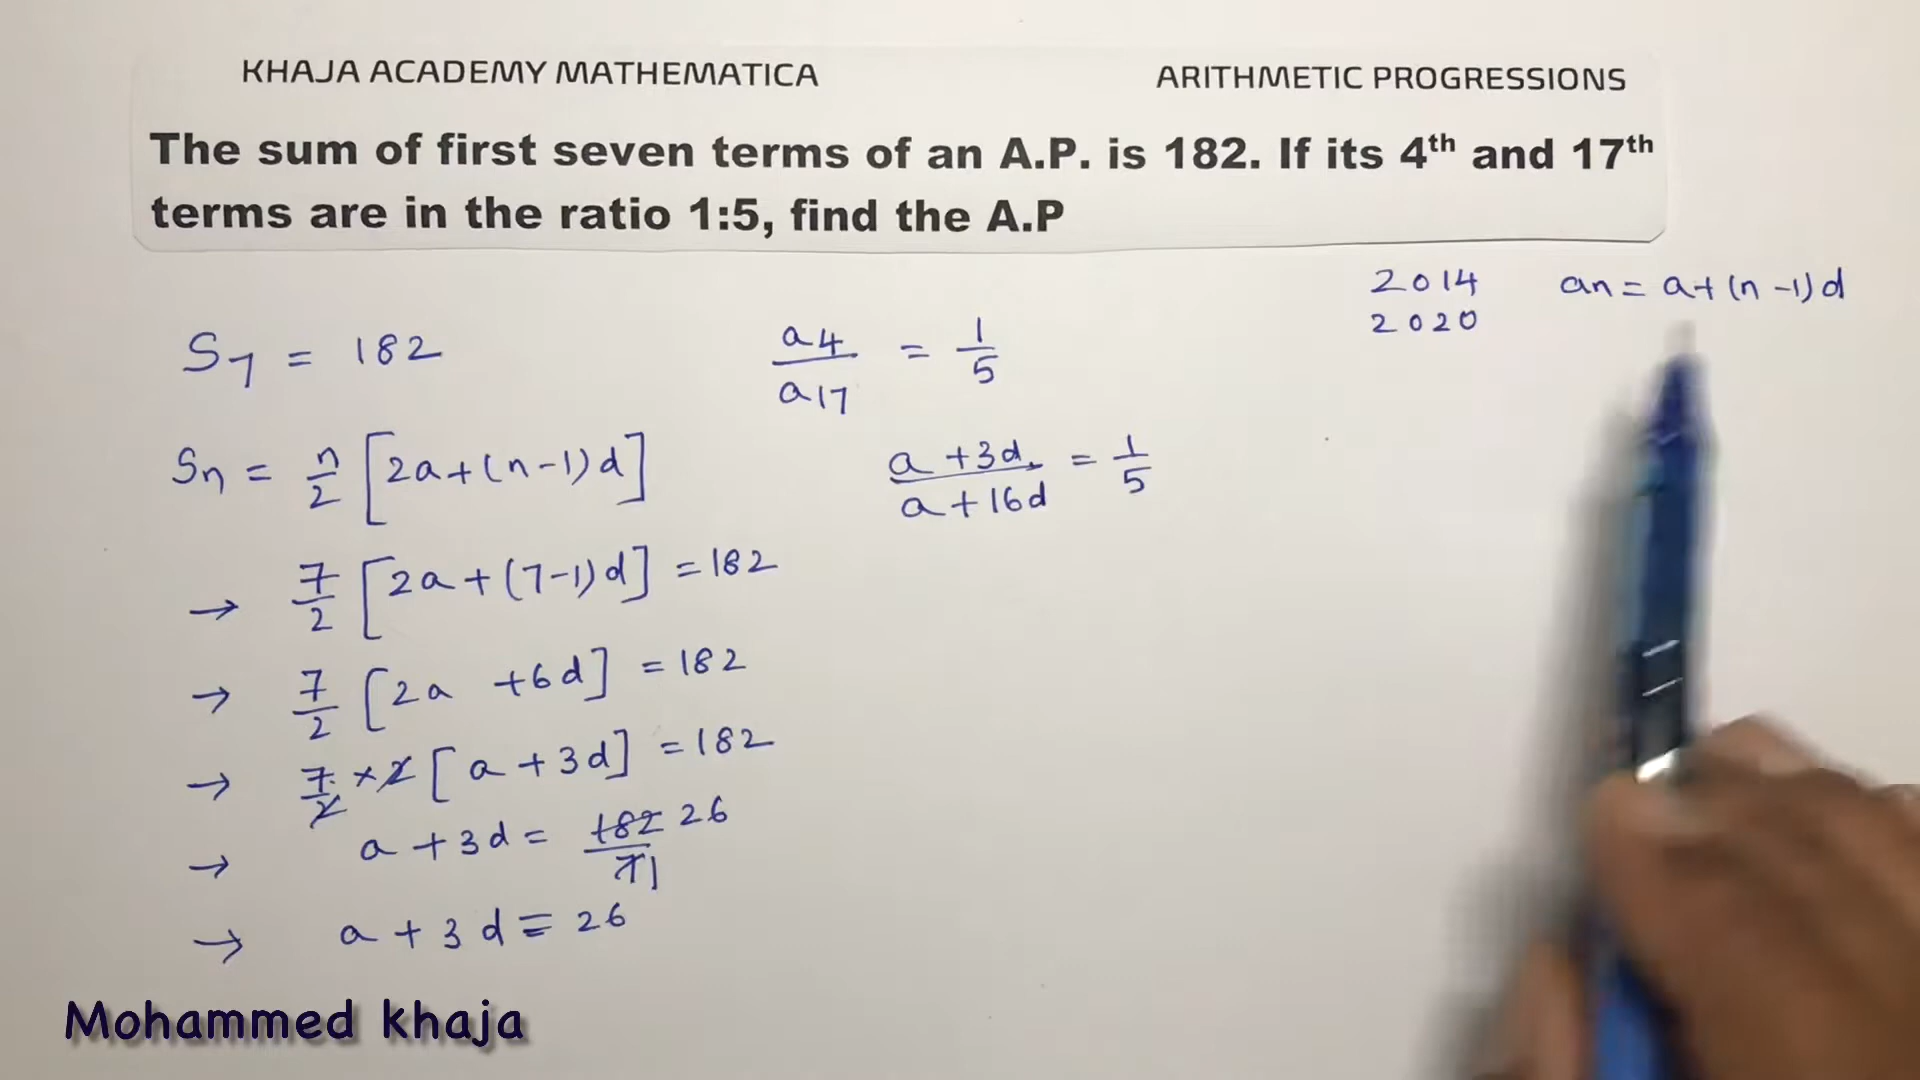 KHAJA ACADEMY MATHEMATICA
ARITHMETIC PROGRESSIONS
The sum of first seven terms of an A.P. is 182. If its 4th and 17th
terms are in the ratio 1:5, find the A.P
2014
2020
an = a+(n-1)d
S7 = 182
Sn = n/2 [2a+(n-1)d]
→ 7/2 [2a+(7-1)d] = 182
→ 7/2 [2a +6d] = 182
→ 7/2 × 2 [a+3d] = 182
→ a+3d = 182/7 26 1
→ a+3d = 26
a4/a17 = 1/5
a+3d/a+16d = 1/5
Mohammed khaja